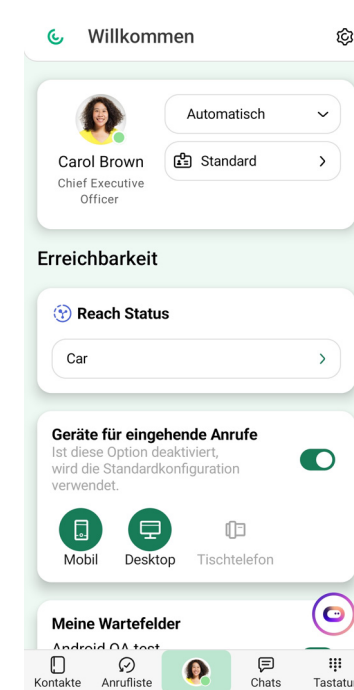 Willkommen
Automatisch
Standard
Carol Brown
Chief Executive
Officer
Erreichbarkeit
Reach Status
Car
Geräte für eingehende Anrufe
Ist diese Option deaktiviert,
wird die Standardkonfiguration
verwendet.
Mobil Desktop Tischtelefon
Meine Wartefelder
Android QA test
Kontakte Anrufliste Chats Tastatur